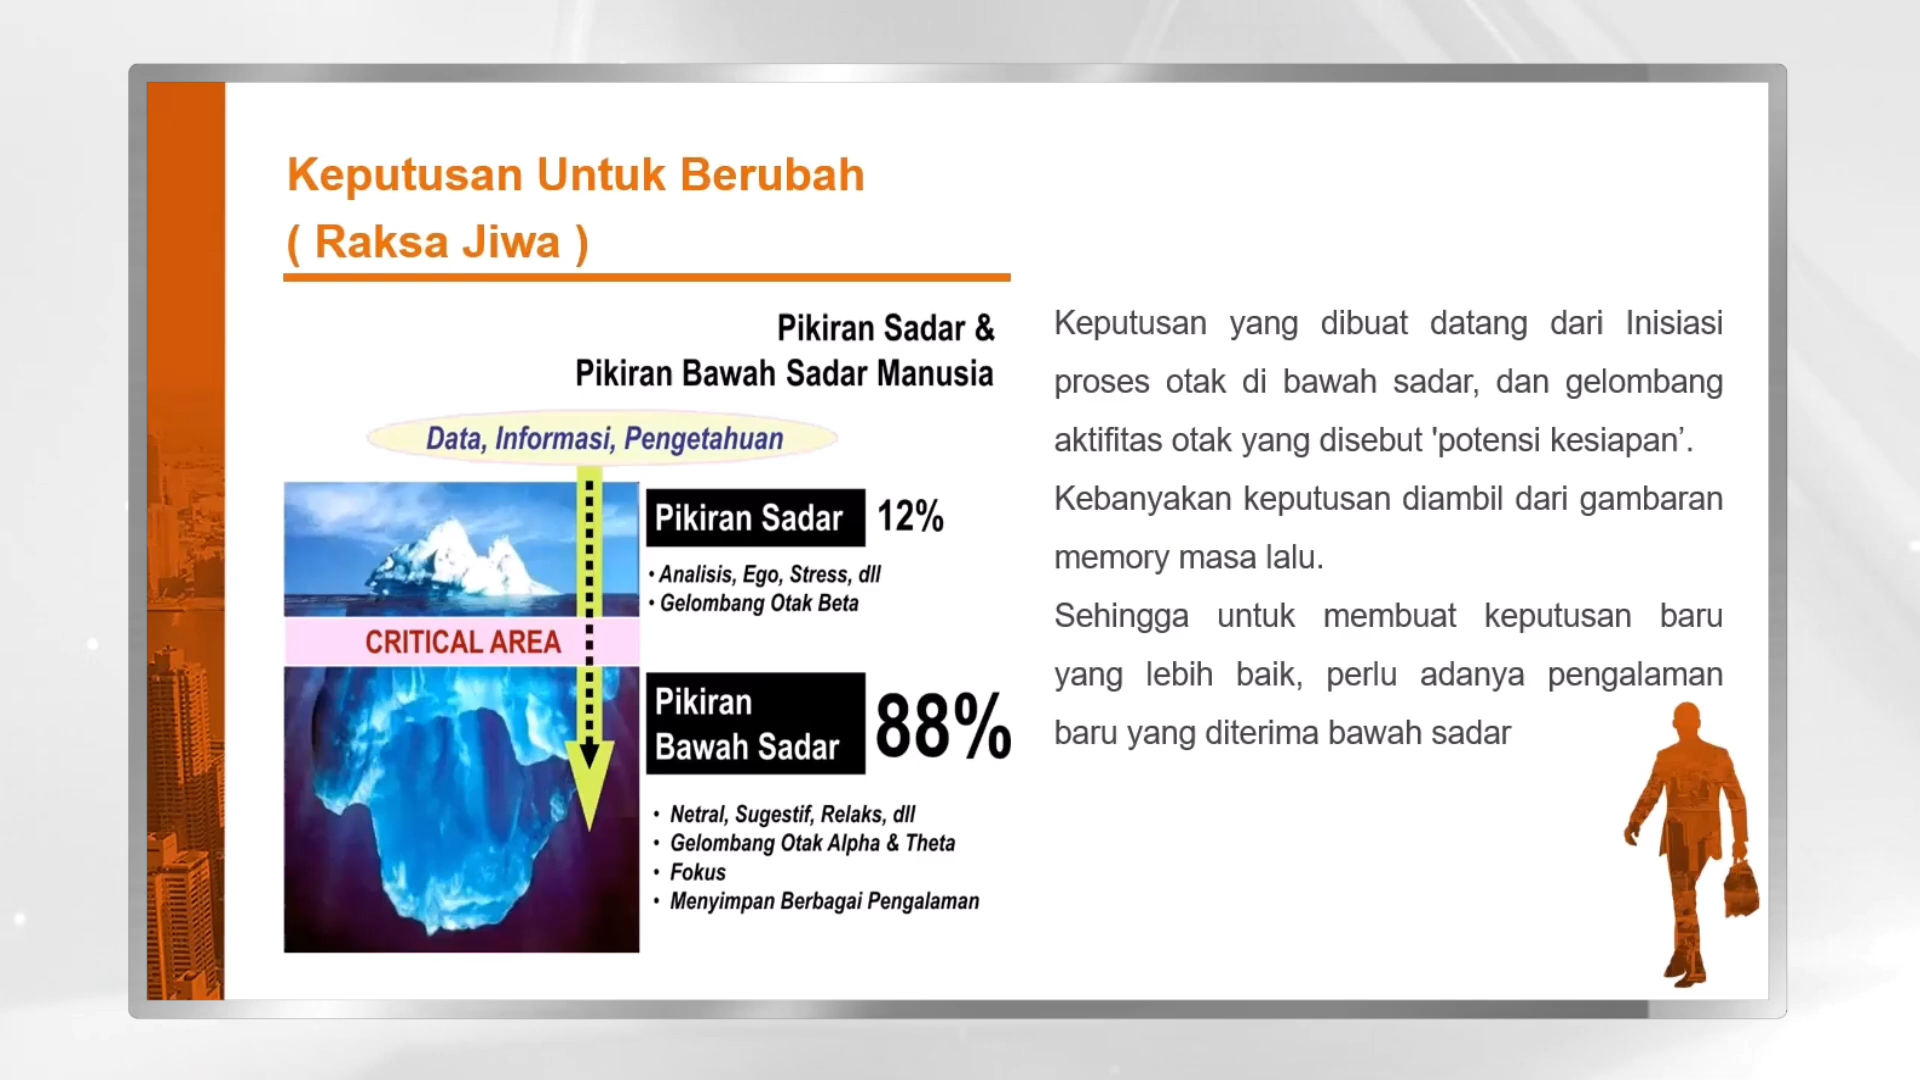 Keputusan Untuk Berubah
( Raksa Jiwa )
Pikiran Sadar &
Pikiran Bawah Sadar Manusia
Data, Informasi, Pengetahuan
Pikiran Sadar 12%
• Analisis, Ego, Stress, dll
• Gelombang Otak Beta
CRITICAL AREA
Pikiran
Bawah Sadar
88%
• Netral, Sugestif, Relaks, dll
• Gelombang Otak Alpha & Theta
• Fokus
• Menyimpan Berbagai Pengalaman
Keputusan yang dibuat datang dari Inisiasi
proses otak di bawah sadar, dan gelombang
aktifitas otak yang disebut 'potensi kesiapan’.
Kebanyakan keputusan diambil dari gambaran
memory masa lalu.
Sehingga untuk membuat keputusan baru
yang lebih baik, perlu adanya pengalaman
baru yang diterima bawah sadar